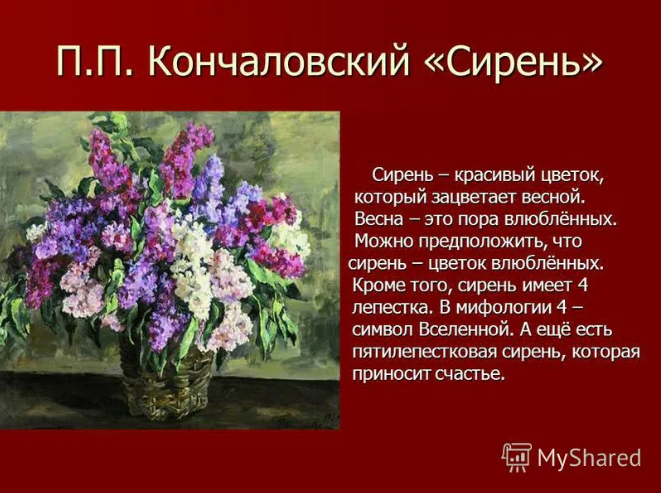 П.П. Кончаловский «Сирень»
Сирень – красивый цветок,
который зацветает весной.
Весна – это пора влюблённых.
Можно предположить, что
сирень – цветок влюблённых.
Кроме того, сирень имеет 4
лепестка. В мифологии 4 –
символ Вселенной. А ещё есть
пятилепестковая сирень, которая
приносит счастье.
MyShared